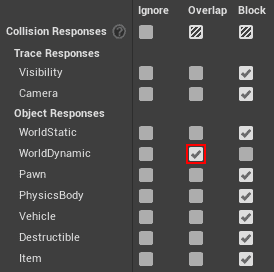 Ignore Overlap Block
Collision Responses ?
Trace Responses
Visibility
Camera
Object Responses
WorldStatic
WorldDynamic
Pawn
PhysicsBody
Vehicle
Destructible
Item